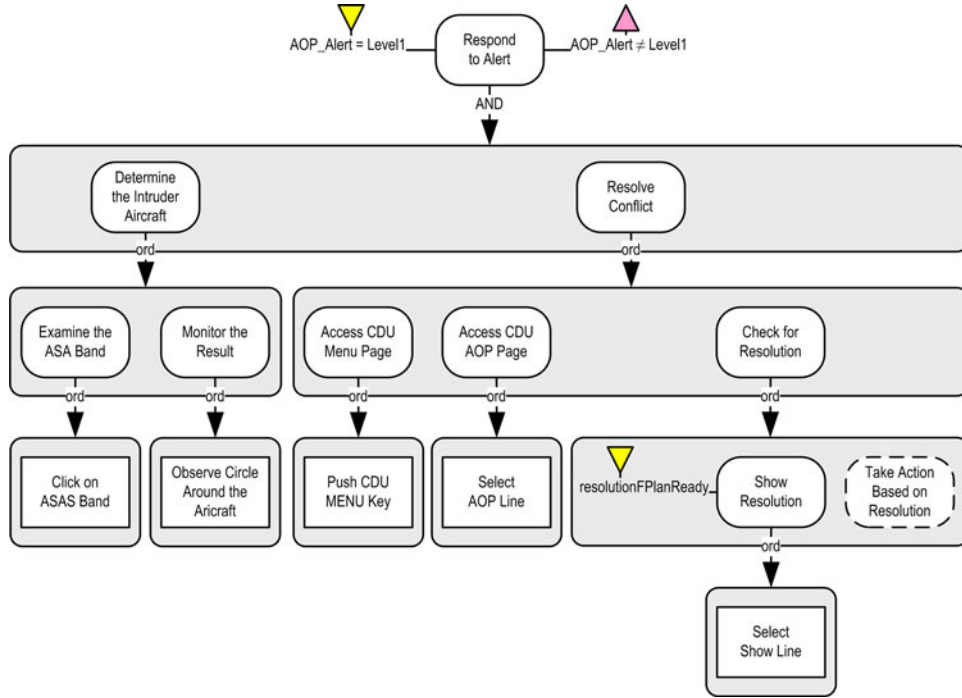 AOP_Alert = Level1
Respond
to Alert
AOP_Alert ≠ Level1
AND
Determine
the Intruder
Aircraft
Resolve
Conflict
ord
ord
Examine the
ASA Band
Monitor the
Result
Access CDU
Menu Page
Access CDU
AOP Page
Check for
Resolution
ord
ord
ord
ord
ord
Click on
ASAS Band
Observe Circle
Around the
Aricraft
Push CDU
MENU Key
Select
AOP Line
resolutionFPlanReady
Show
Resolution
Take Action
Based on
Resolution
ord
Select
Show Line